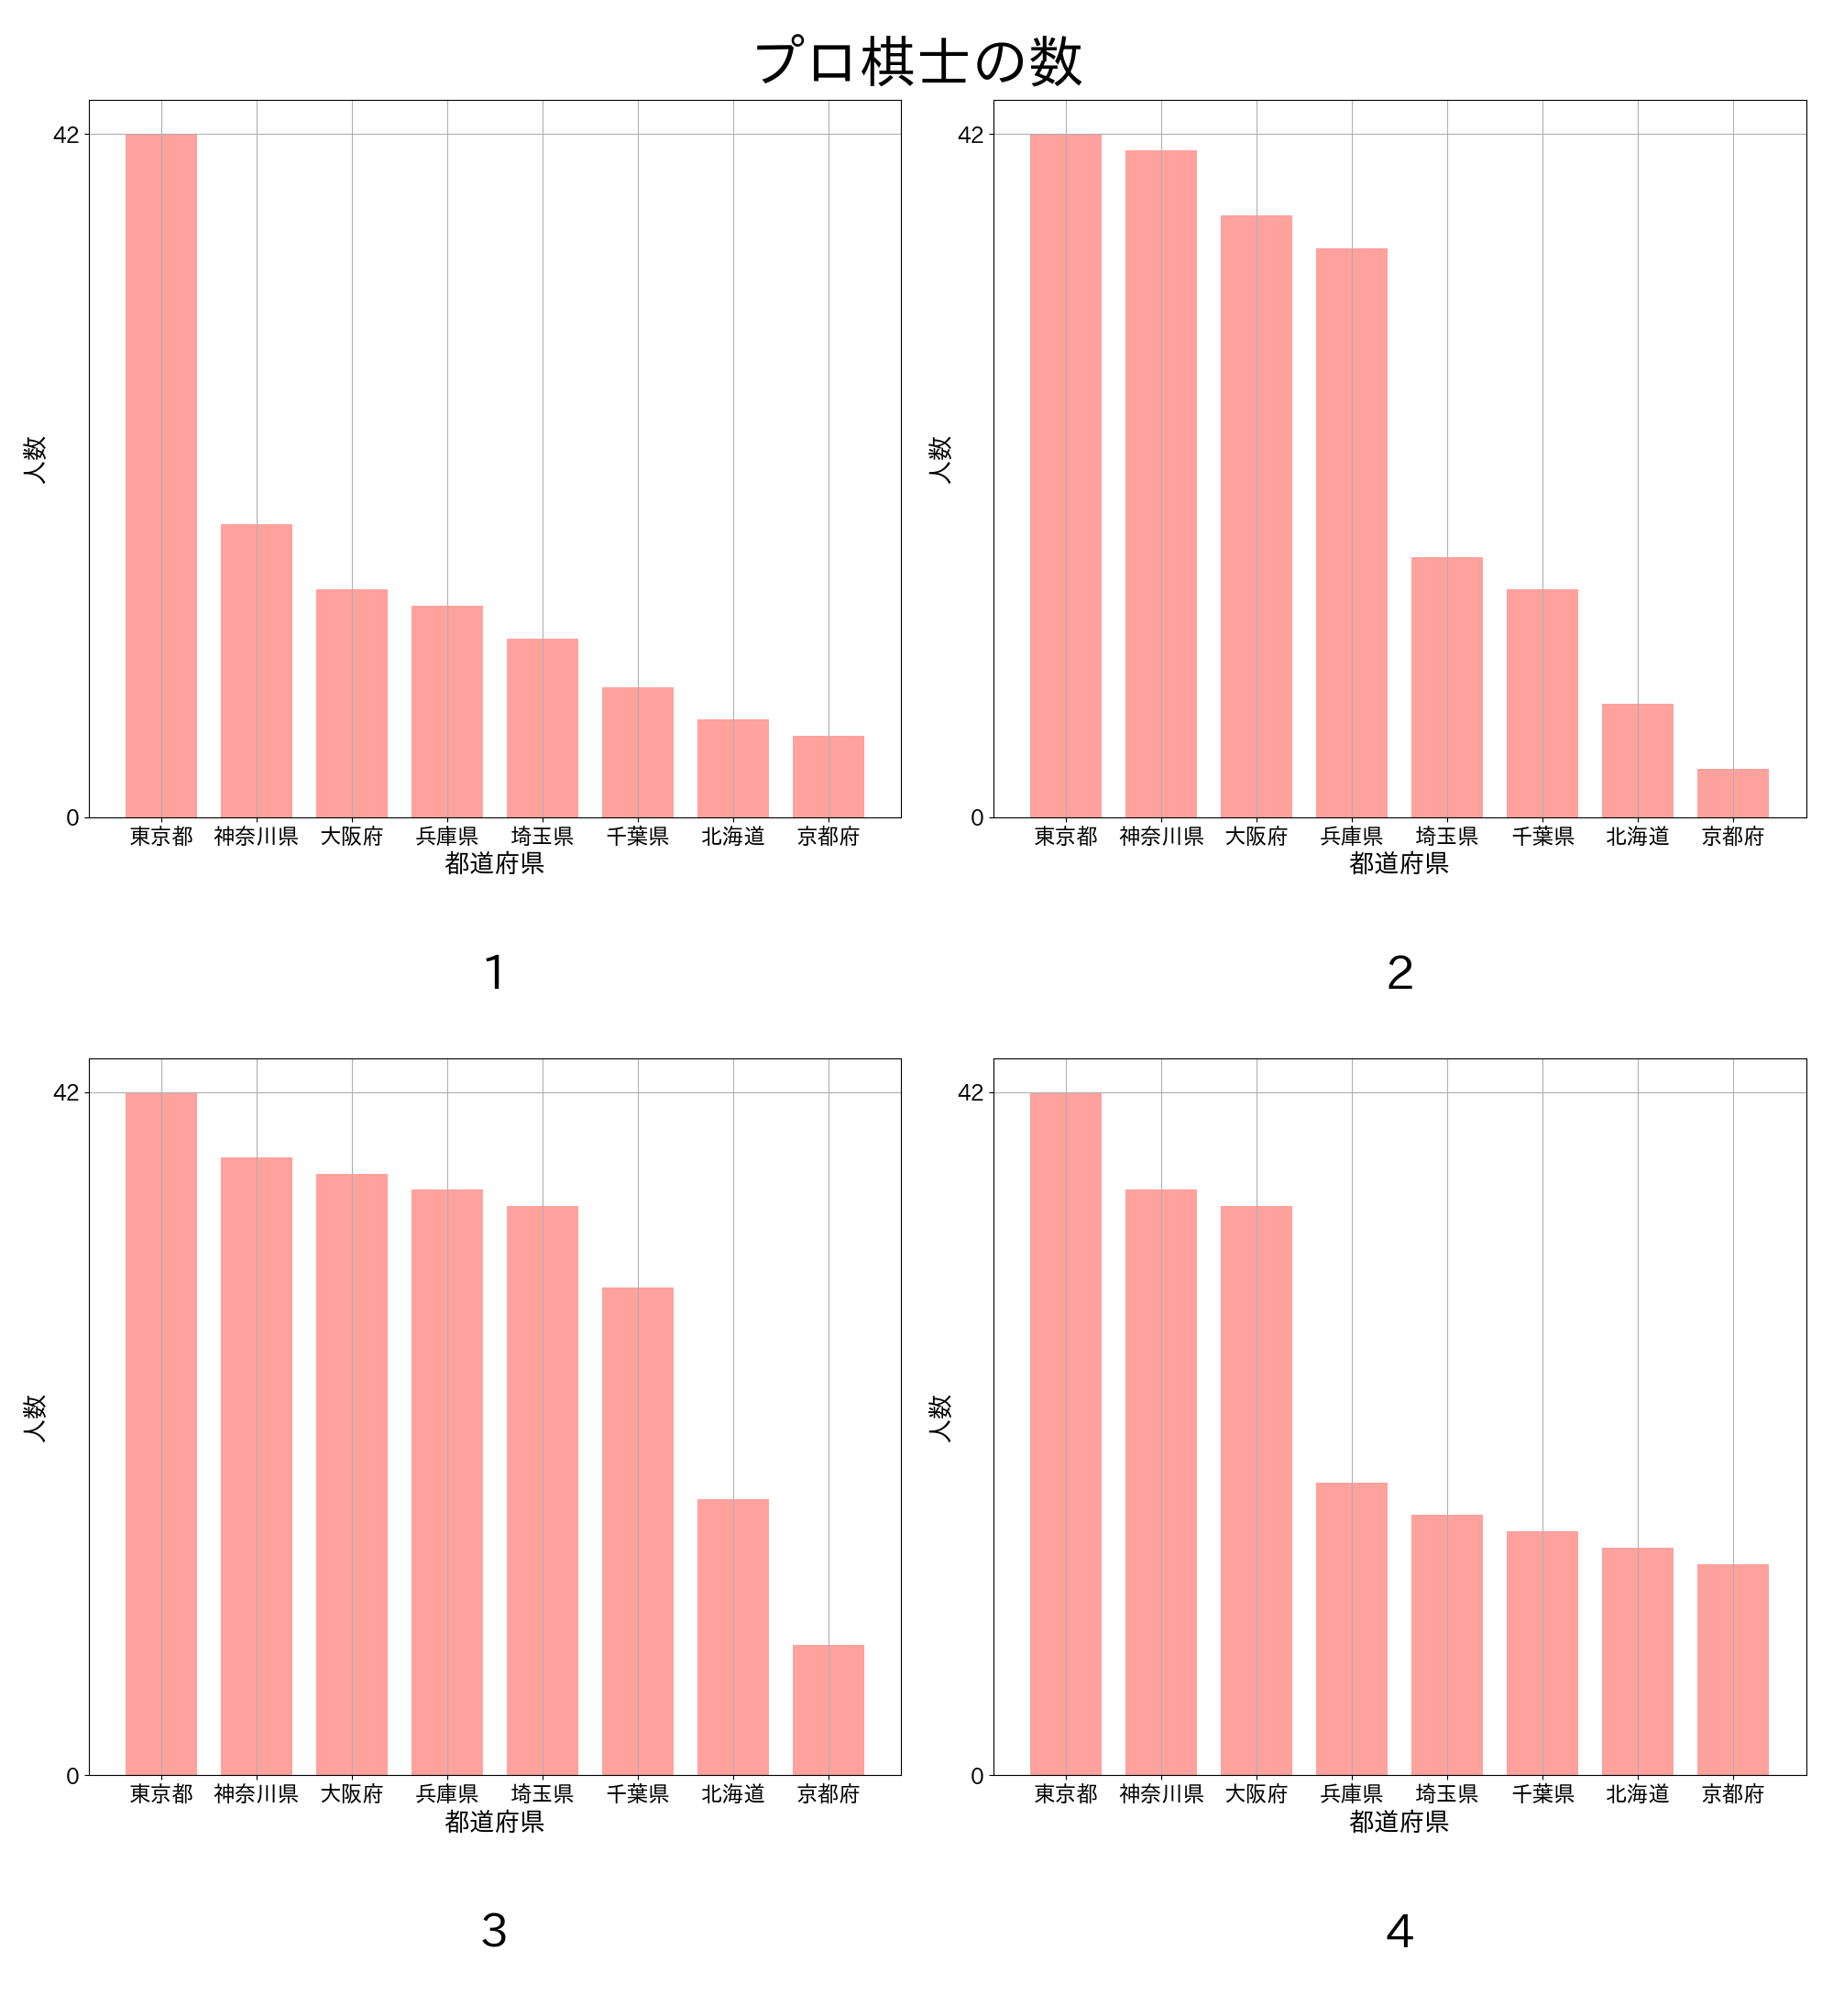 プロ棋士の数
42
0
人数
東京都 神奈川県 大阪府 兵庫県 埼玉県 千葉県 北海道 京都府
都道府県
1
42
0
人数
東京都 神奈川県 大阪府 兵庫県 埼玉県 千葉県 北海道 京都府
都道府県
2
42
0
人数
東京都 神奈川県 大阪府 兵庫県 埼玉県 千葉県 北海道 京都府
都道府県
3
42
0
人数
東京都 神奈川県 大阪府 兵庫県 埼玉県 千葉県 北海道 京都府
都道府県
4